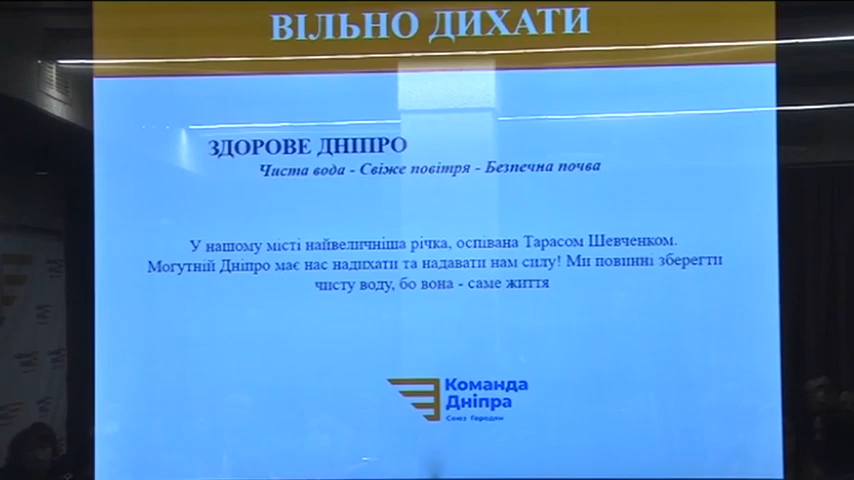 ВІЛЬНО ДИХАТИ
ЗДОРОВЕ ДНІПРО
Чиста вода - Свіже повітря - Безпечна почва
У нашому місті найвеличніша річка, оспівана Тарасом Шевченком.
Могутній Дніпро має нас надихати та надавати нам силу! Ми повинні зберегти
чисту воду, бо вона - саме життя
Команда
Дніпра
Союз